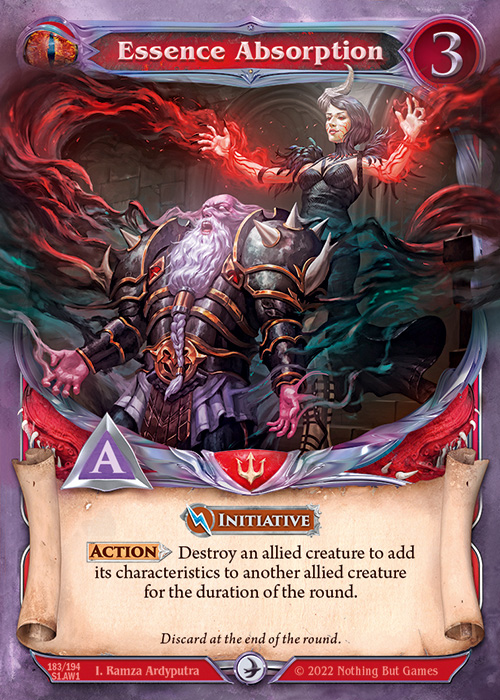 Essence Absorption
3
A
INITIATIVE
ACTION Destroy an allied creature to add
its characteristics to another allied creature
for the duration of the round.
Discard at the end of the round.
183/194
S1.AW1
I. Ramza Ardyputra
© 2022 Nothing But Games